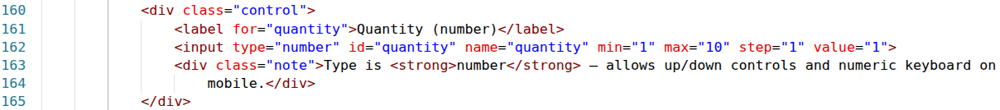 160 <div class="control">
161 <label for="quantity">Quantity (number)</label>
162 <input type="number" id="quantity" name="quantity" min="1" max="10" step="1" value="1">
163 <div class="note">Type is <strong>number</strong> — allows up/down controls and numeric keyboard on
164 mobile.</div>
165 </div>